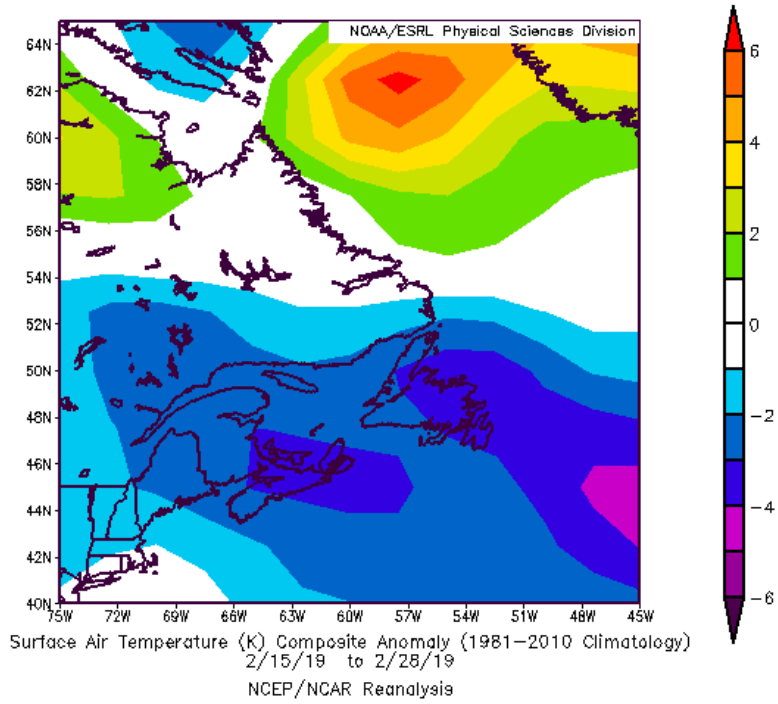 NOAA/ESRL Physical Sciences Division
64N
62N
60N
58N
56N
54N
52N
50N
48N
46N
44N
42N
40N
75W 72W 69W 66W 63W 60W 57W 54W 51W 48W 45W
6
4
2
0
-2
-4
-6
Surface Air Temperature (K) Composite Anomaly (1981-2010 Climatology)
2/15/19 to 2/28/19
NCEP/NCAR Reanalysis